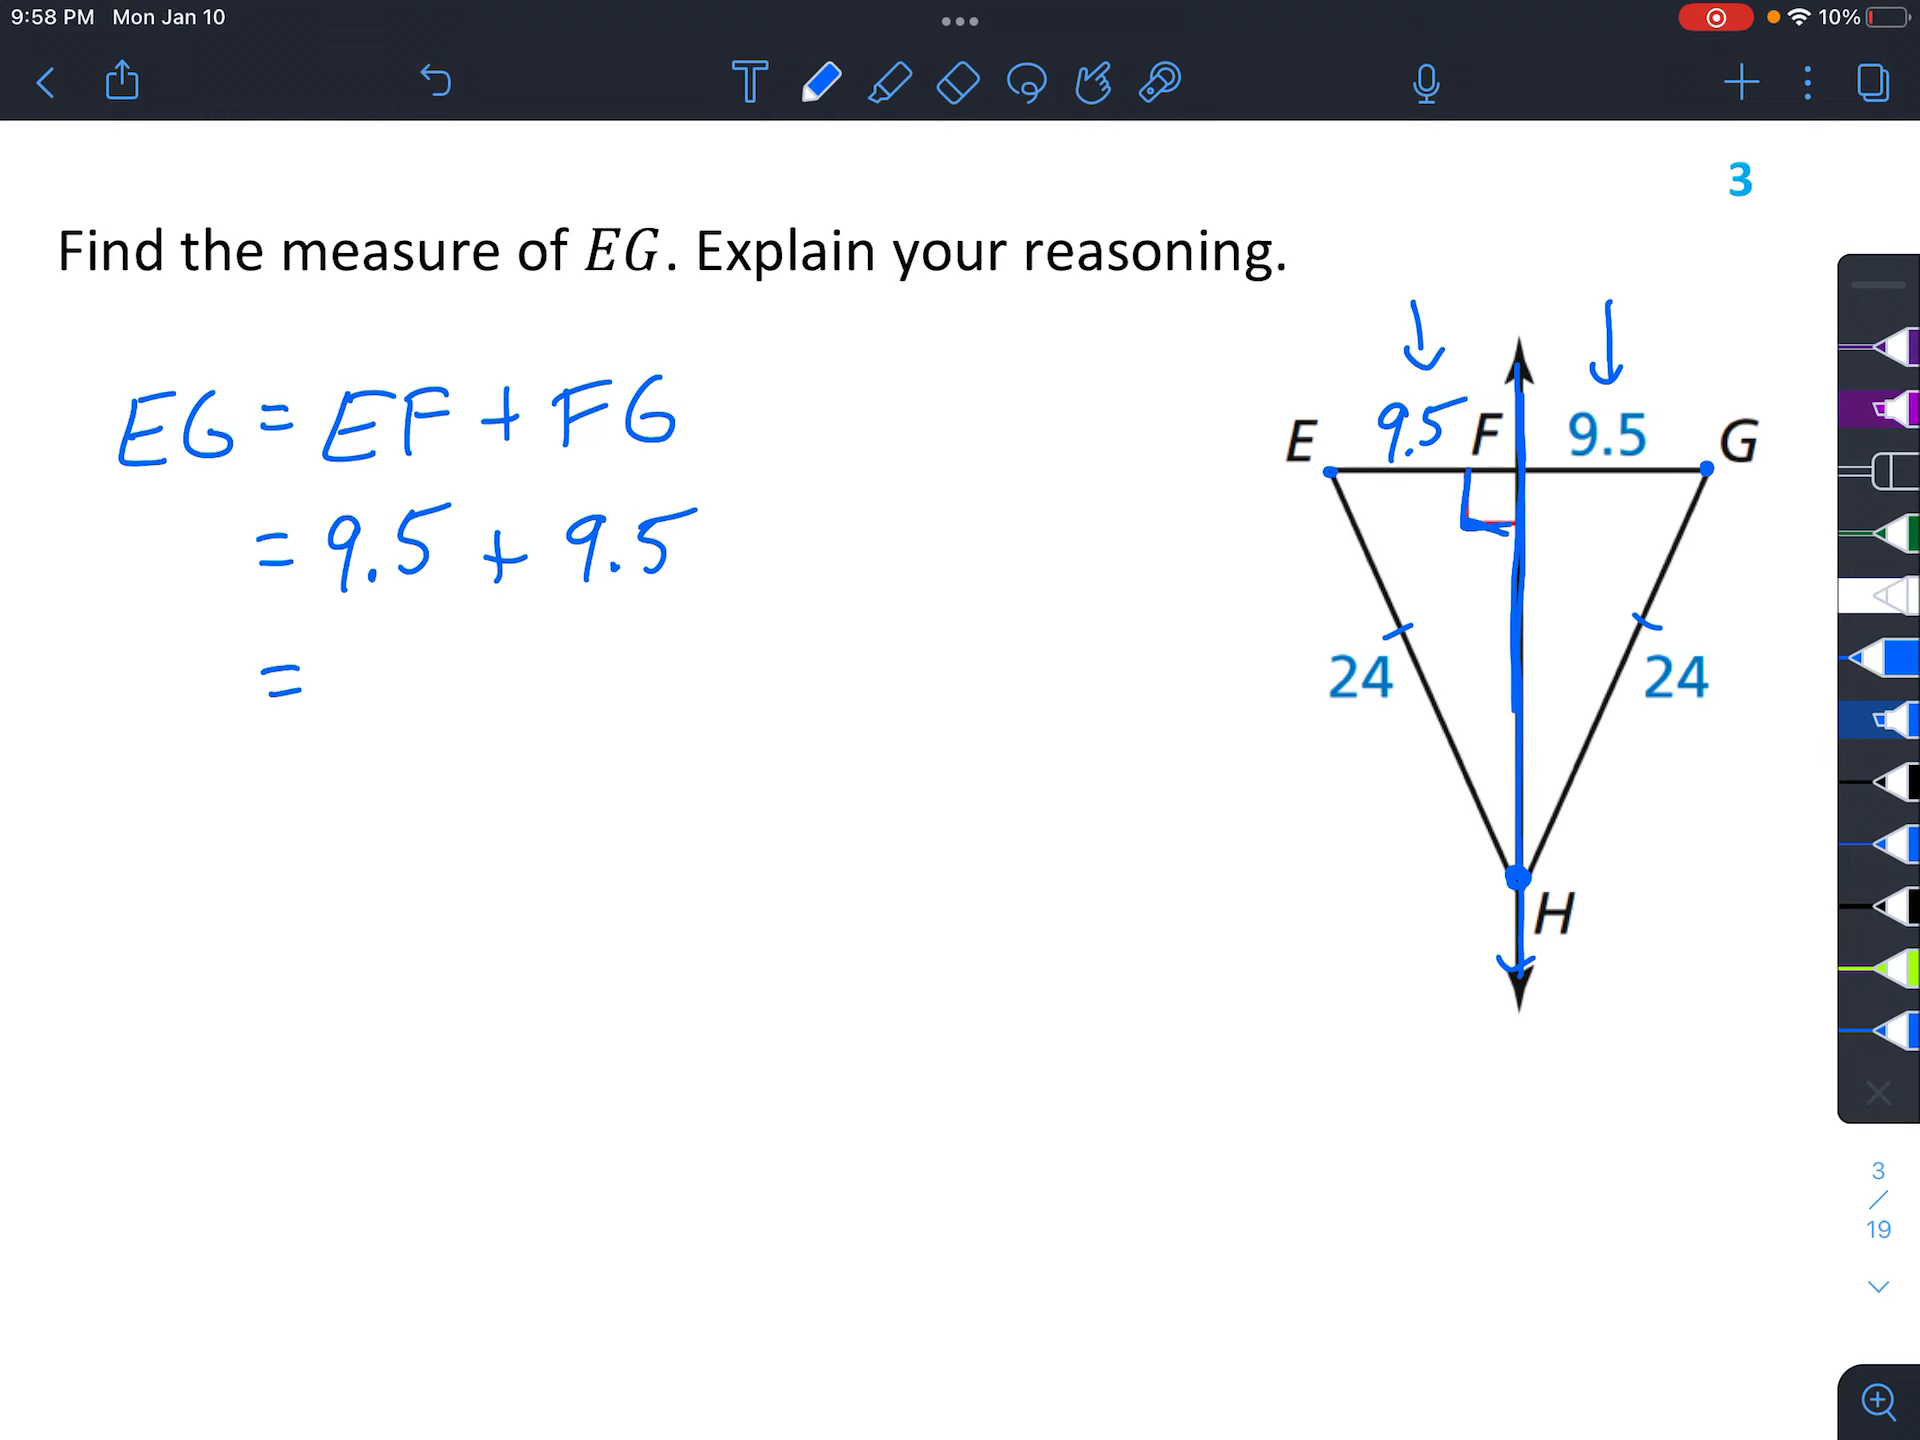 9:58 PM Mon Jan 10
10%
3
Find the measure of EG. Explain your reasoning.
EG = EF + FG
= 9.5 + 9.5
=
E 9.5 F 9.5 G
24 24
H
3
/
19